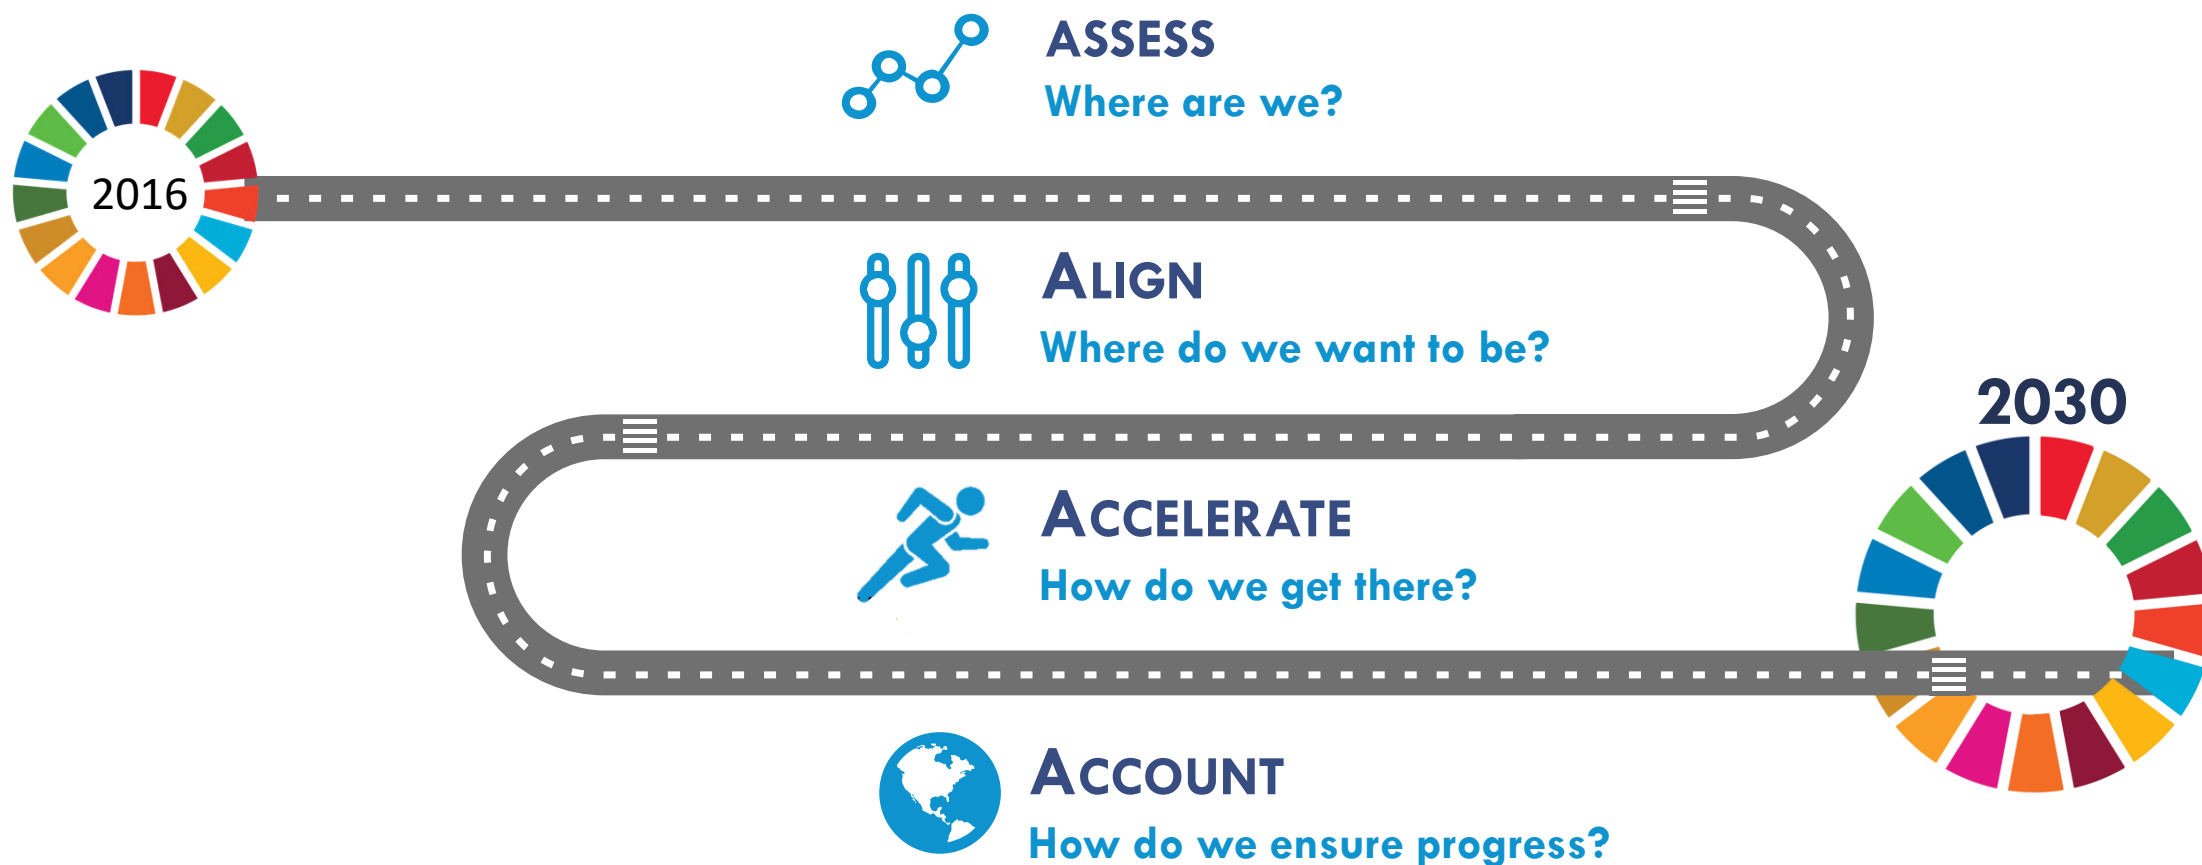 ASSESS
Where are we?
2016
ALIGN
Where do we want to be?
2030
ACCELERATE
How do we get there?
ACCOUNT
How do we ensure progress?